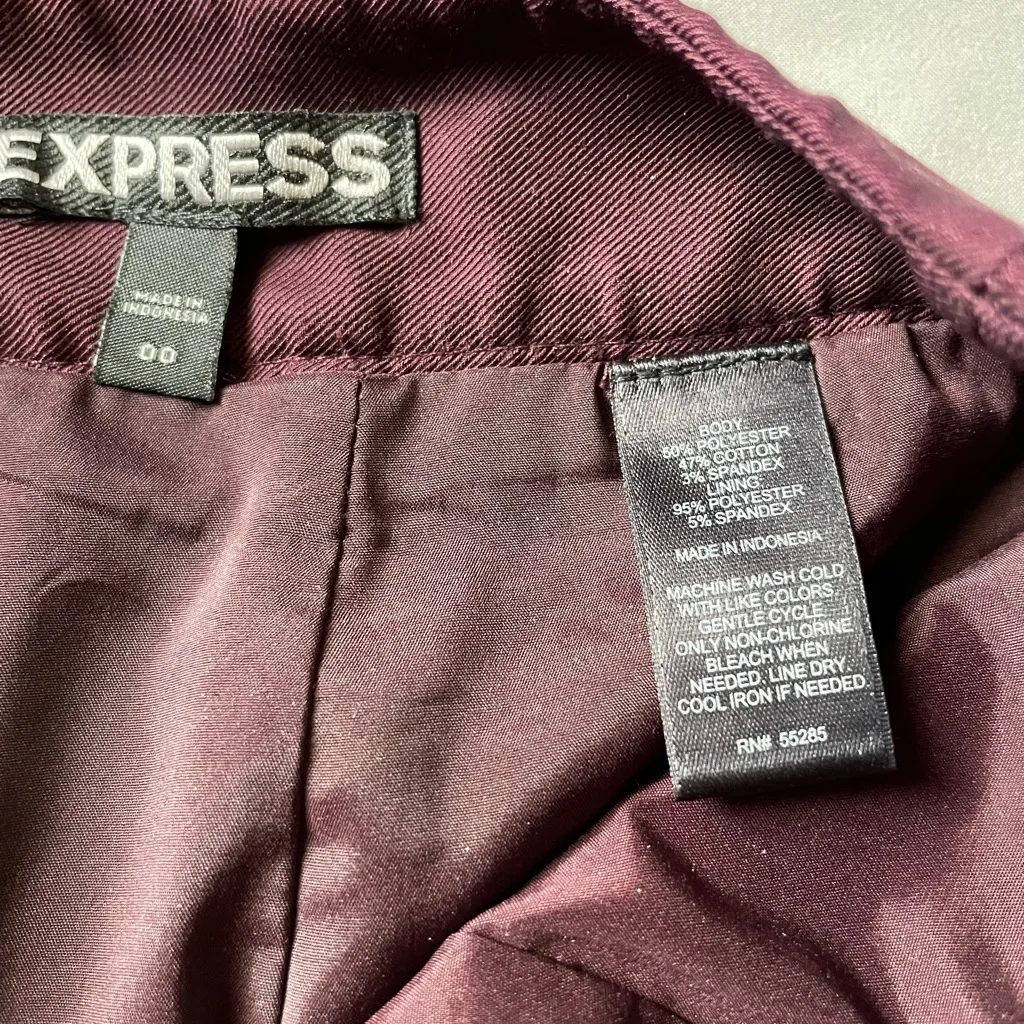 EXPRESS
MADE IN
INDONESIA
00
BODY
50% POLYESTER
47% COTTON
3% SPANDEX
LINING
95% POLYESTER
5% SPANDEX
MADE IN INDONESIA
MACHINE WASH COLD
WITH LIKE COLORS,
GENTLE CYCLE
ONLY NON-CHLORINE
BLEACH WHEN
NEEDED. LINE DRY
COOL IRON IF NEEDED
RN# 55285